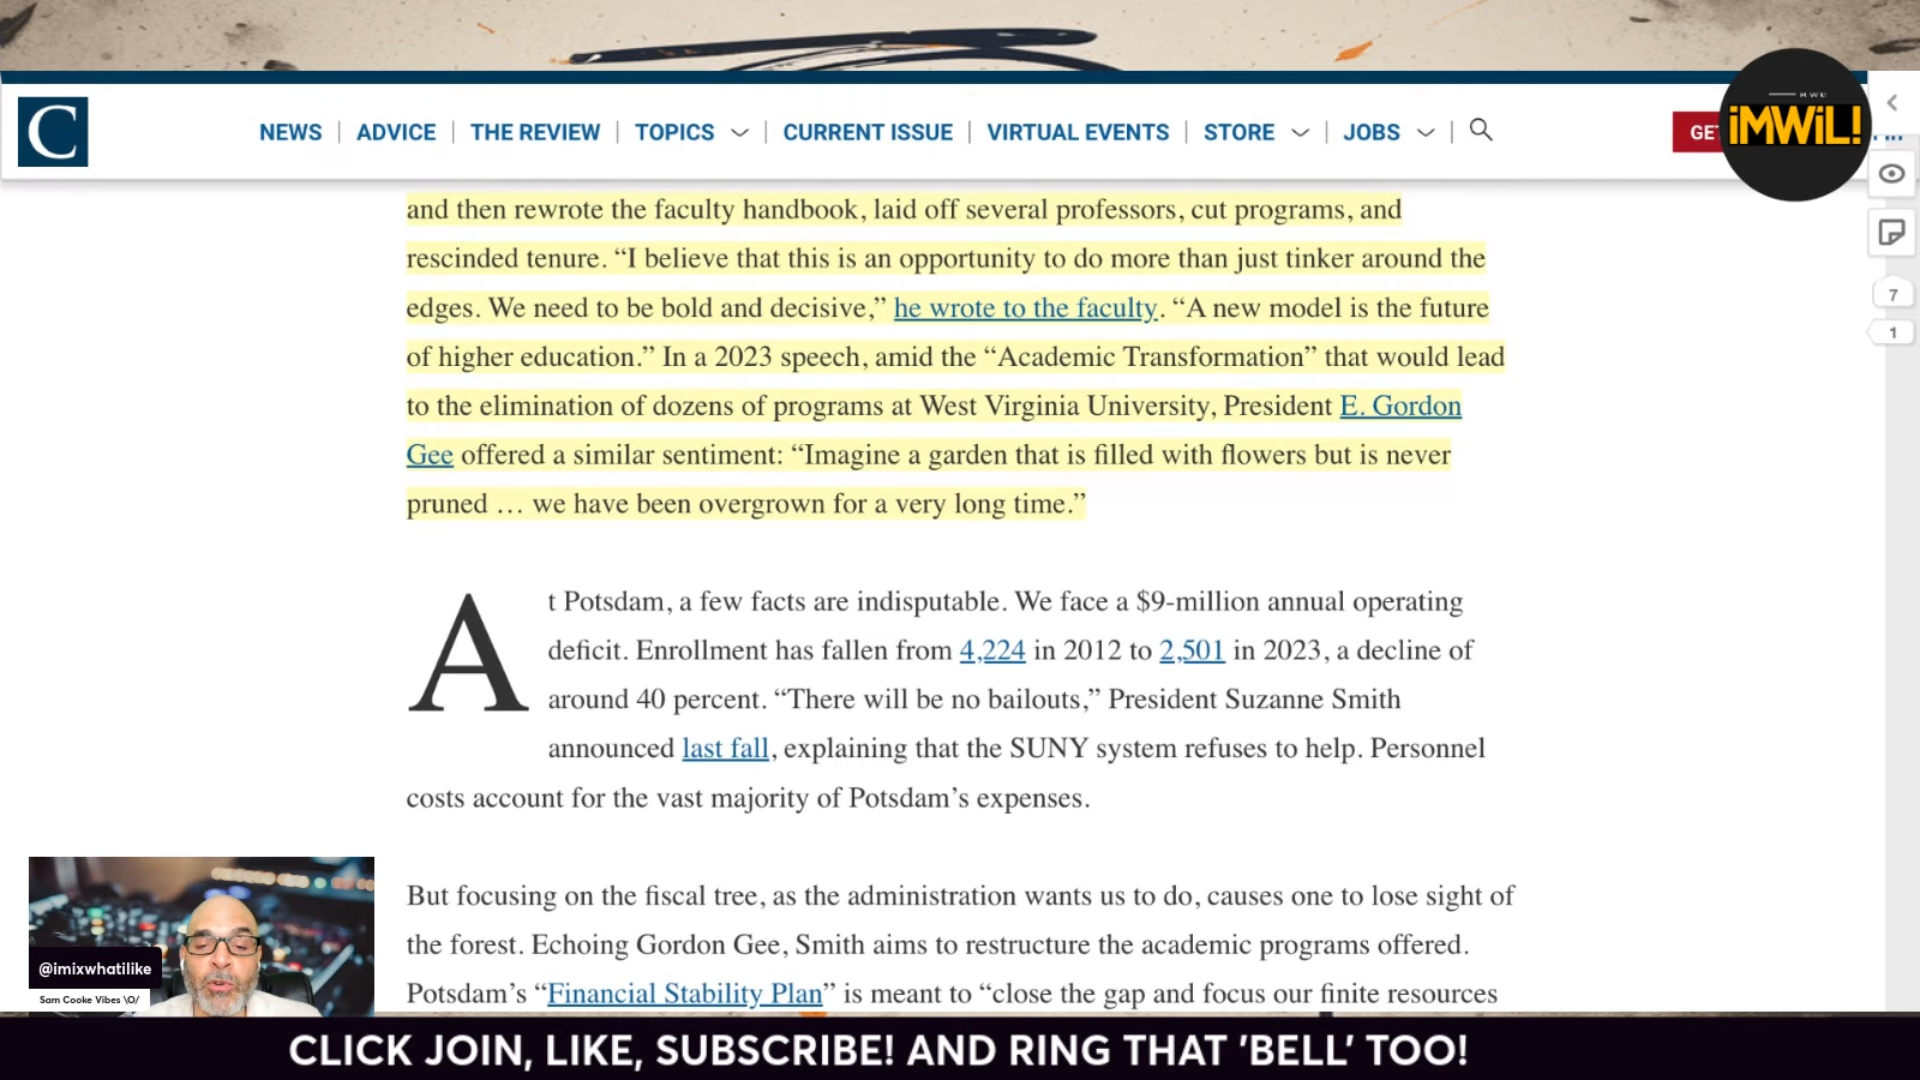 C
NEWS | ADVICE | THE REVIEW | TOPICS | CURRENT ISSUE | VIRTUAL EVENTS | STORE | JOBS |
GE
MWiL
iMWiL!
and then rewrote the faculty handbook, laid off several professors, cut programs, and
rescinded tenure. “I believe that this is an opportunity to do more than just tinker around the
edges. We need to be bold and decisive,” he wrote to the faculty. “A new model is the future
of higher education.” In a 2023 speech, amid the “Academic Transformation” that would lead
to the elimination of dozens of programs at West Virginia University, President E. Gordon
Gee offered a similar sentiment: “Imagine a garden that is filled with flowers but is never
pruned … we have been overgrown for a very long time.”
7
1
At Potsdam, a few facts are indisputable. We face a $9-million annual operating
deficit. Enrollment has fallen from 4,224 in 2012 to 2,501 in 2023, a decline of
around 40 percent. “There will be no bailouts,” President Suzanne Smith
announced last fall, explaining that the SUNY system refuses to help. Personnel
costs account for the vast majority of Potsdam’s expenses.
But focusing on the fiscal tree, as the administration wants us to do, causes one to lose sight of
the forest. Echoing Gordon Gee, Smith aims to restructure the academic programs offered.
Potsdam’s “Financial Stability Plan” is meant to “close the gap and focus our finite resources
@imixwhatilike
Sam Cooke Vibes \O/
CLICK JOIN, LIKE, SUBSCRIBE! AND RING THAT 'BELL' TOO!